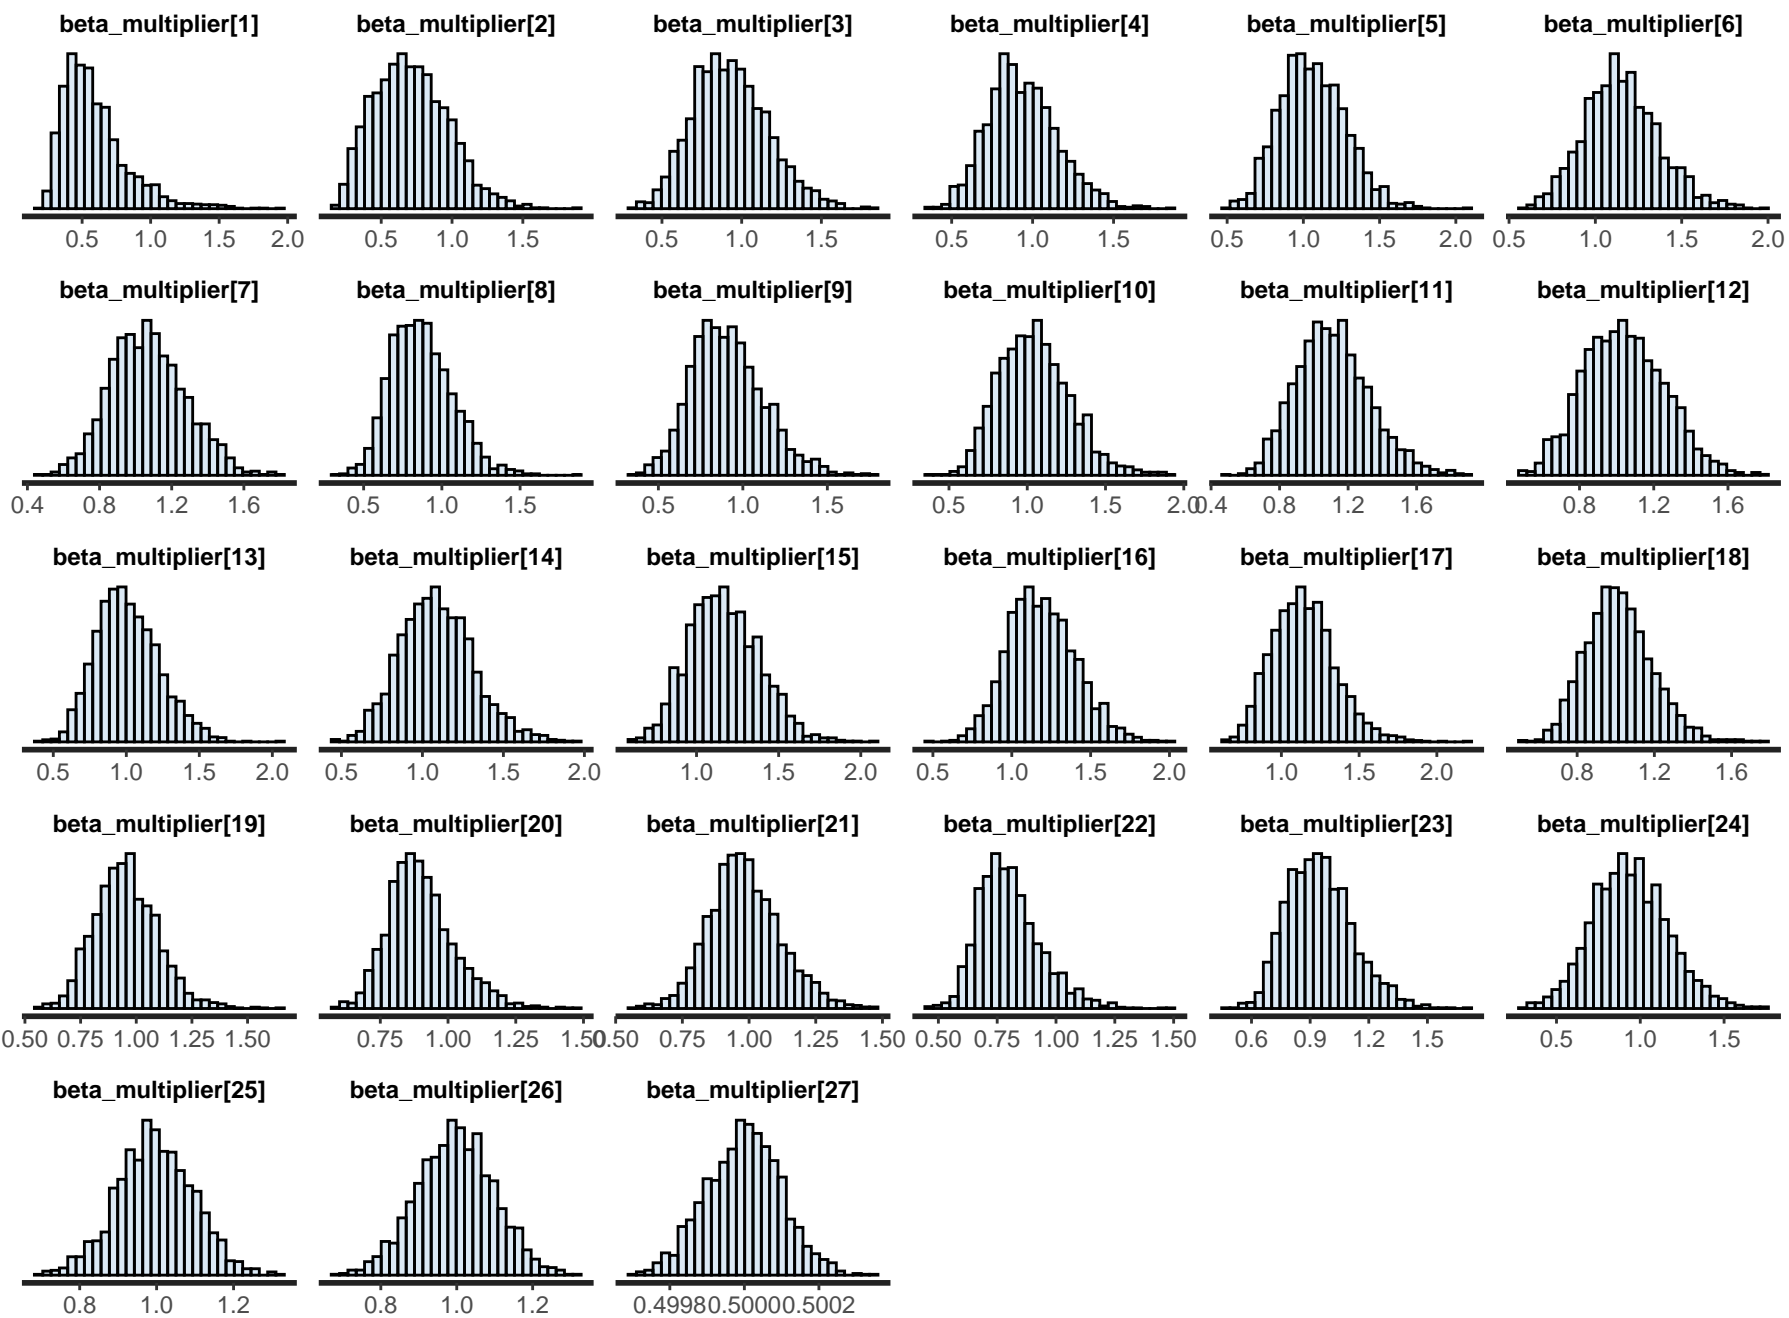 beta_multiplier[1] beta_multiplier[2] beta_multiplier[3] beta_multiplier[4] beta_multiplier[5] beta_multiplier[6]
0.5 1.0 1.5 2.0 0.5 1.0 1.5 0.5 1.0 1.5 0.5 1.0 1.5 0.5 1.0 1.5 2.0 0.5 1.0 1.5 2.0
beta_multiplier[7] beta_multiplier[8] beta_multiplier[9] beta_multiplier[10] beta_multiplier[11] beta_multiplier[12]
0.4 0.8 1.2 1.6 0.5 1.0 1.5 0.5 1.0 1.5 0.5 1.0 1.5 2.0 0.4 0.8 1.2 1.6 0.8 1.2 1.6
beta_multiplier[13] beta_multiplier[14] beta_multiplier[15] beta_multiplier[16] beta_multiplier[17] beta_multiplier[18]
0.5 1.0 1.5 2.0 0.5 1.0 1.5 2.0 1.0 1.5 2.0 0.5 1.0 1.5 2.0 1.0 1.5 2.0 0.8 1.2 1.6
beta_multiplier[19] beta_multiplier[20] beta_multiplier[21] beta_multiplier[22] beta_multiplier[23] beta_multiplier[24]
0.50 0.75 1.00 1.25 1.50 0.75 1.00 1.25 1.50 0.50 0.75 1.00 1.25 1.50 0.50 0.75 1.00 1.25 1.50 0.6 0.9 1.2 1.5 0.5 1.0 1.5
beta_multiplier[25] beta_multiplier[26] beta_multiplier[27]
0.8 1.0 1.2 0.8 1.0 1.2 0.4998 0.5000 0.5002